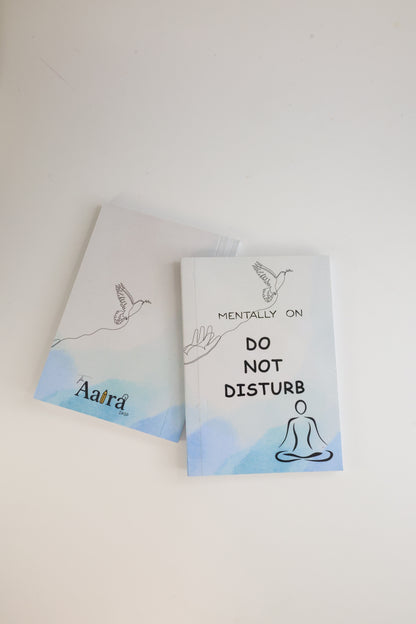 MENTALLY ON
DO
NOT
DISTURB
Aaira